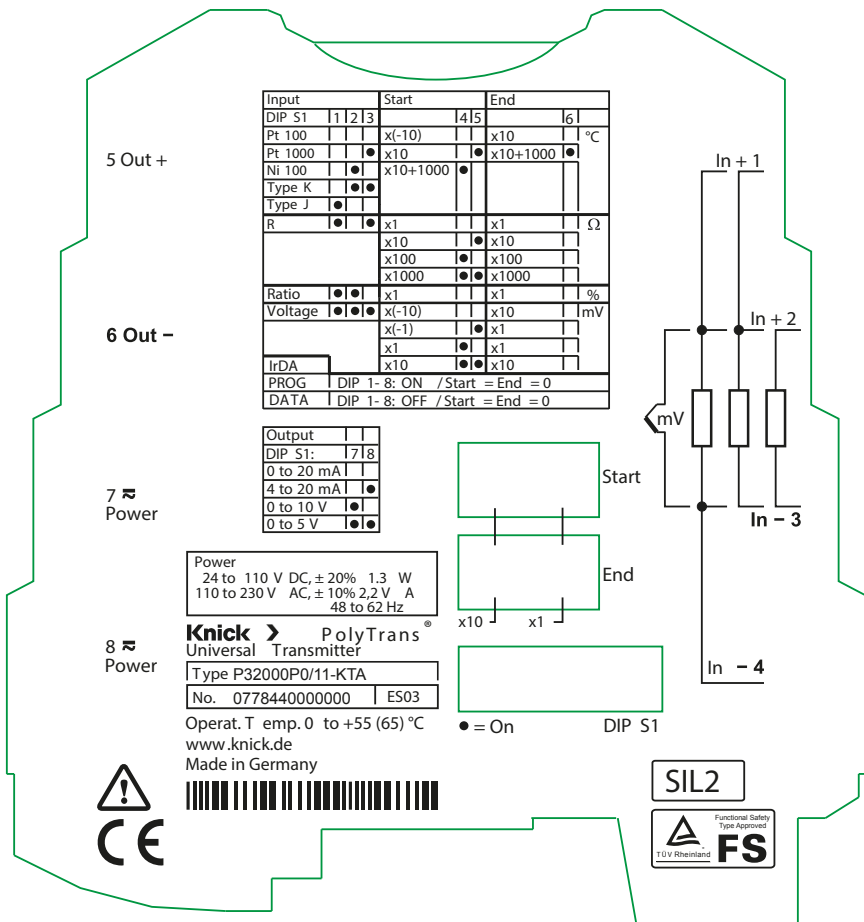 Input Start End
DIP S1 1 2 3 4 5 6
Pt 100 x(-10) x10 °C
Pt 1000 ● x10 ● x10+1000 ●
Ni 100 ● x10+1000 ●
Type K ● ●
Type J ●
R ● ● x1 x1 Ω
x10 ● x10
x100 ● x100
x1000 ● ● x1000
Ratio ● ● x1 x1 %
Voltage ● ● ● x(-10) x10 mV
x(-1) ● x1
x1 ● x1
IrDA x10 ● ● x10
PROG DIP 1- 8: ON / Start = End = 0
DATA DIP 1- 8: OFF / Start = End = 0
5 Out +
6 Out −
7 ⎓
Power
8 ⎓
Power
Output
DIP S1: 7 8
0 to 20 mA
4 to 20 mA ●
0 to 10 V ●
0 to 5 V ● ●
Start
End
x10 x1
In + 1
In + 2
mV
In − 3
In − 4
Power
24 to 110 V DC, ± 20% 1.3 W
110 to 230 V AC, ± 10% 2,2 V A
48 to 62 Hz
Knick > PolyTrans ®
Universal Transmitter
Type P32000P0/11-KTA
No. 0778440000000 ES03
Operat. T emp. 0 to +55 (65) °C
www.knick.de
Made in Germany
● = On DIP S1
CE
SIL2
TÜV Rheinland
Functional Safety
Type Approved
FS